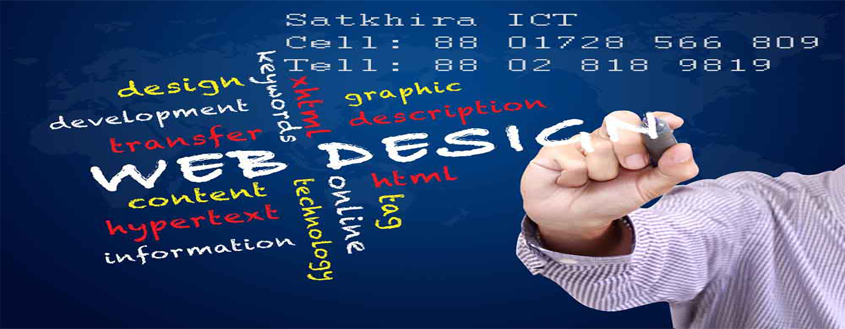 Satkhira ICT
Cell: 88 01728 566 809
Tell: 88 02 818 9819
keywords
design
xhtml
graphic
development
description
transfer
WEB DESIGN
content
technology
online
html
tag
hypertext
information